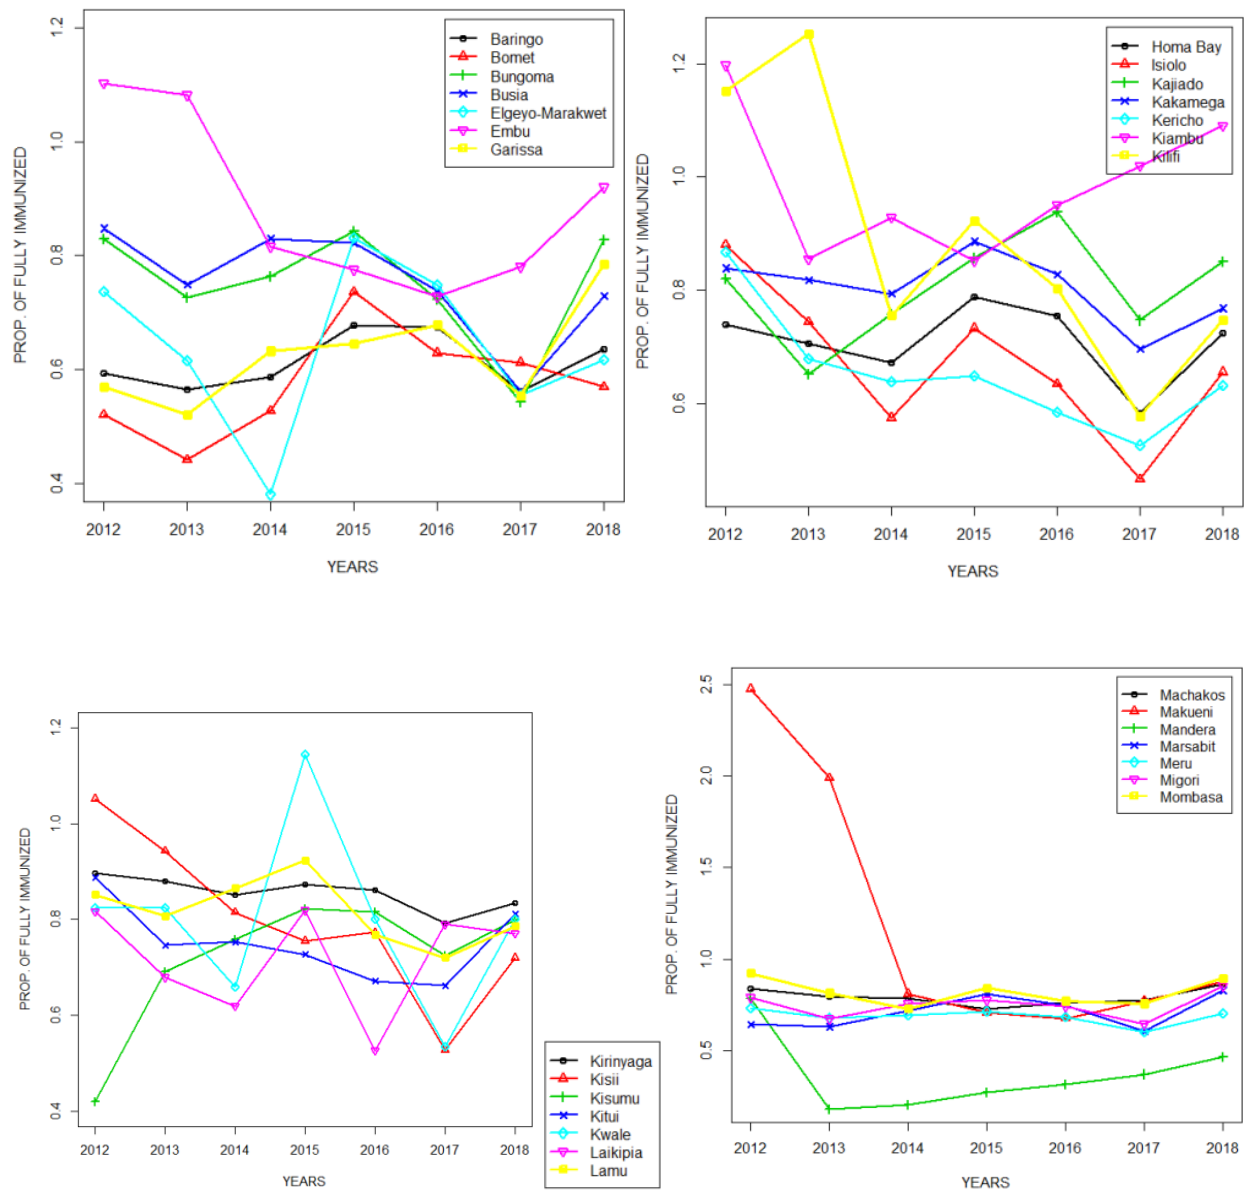 PROP. OF FULLY IMMUNIZED
1.2
1.0
0.8
0.6
0.4
Baringo
Bomet
Bungoma
Busia
Elgeyo-Marakwet
Embu
Garissa
2012 2013 2014 2015 2016 2017 2018
YEARS
PROP. OF FULLY IMMUNIZED
1.2
1.0
0.8
0.6
Homa Bay
Isiolo
Kajiado
Kakamega
Kericho
Kiambu
Kilifi
2012 2013 2014 2015 2016 2017 2018
YEARS
PROP. OF FULLY IMMUNIZED
1.2
1.0
0.8
0.6
0.4
2012 2013 2014 2015 2016 2017 2018
YEARS
Kirinyaga
Kisii
Kisumu
Kitui
Kwale
Laikipia
Lamu
PROP. OF FULLY IMMUNIZED
2.5
2.0
1.5
1.0
0.5
Machakos
Makueni
Mandera
Marsabit
Meru
Migori
Mombasa
2012 2013 2014 2015 2016 2017 2018
YEARS